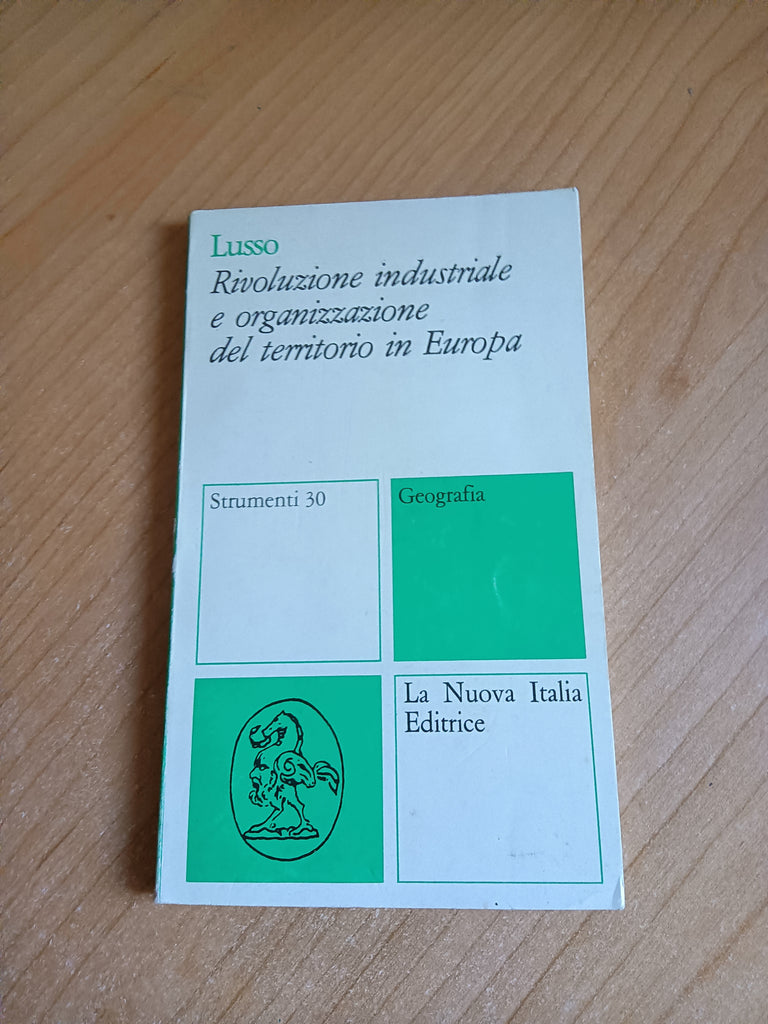 Lusso
Rivoluzione industriale
e organizzazione
del territorio in Europa
Strumenti 30
Geografia
La Nuova Italia
Editrice